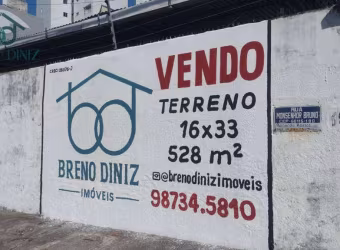 DINIZ
VENDO
TERRENO
16x33
528 m²
@brenodinizimoveis
98734.5810
BRENO DINIZ
IMÓVEIS
RUA
MONSENHOR BRUNO